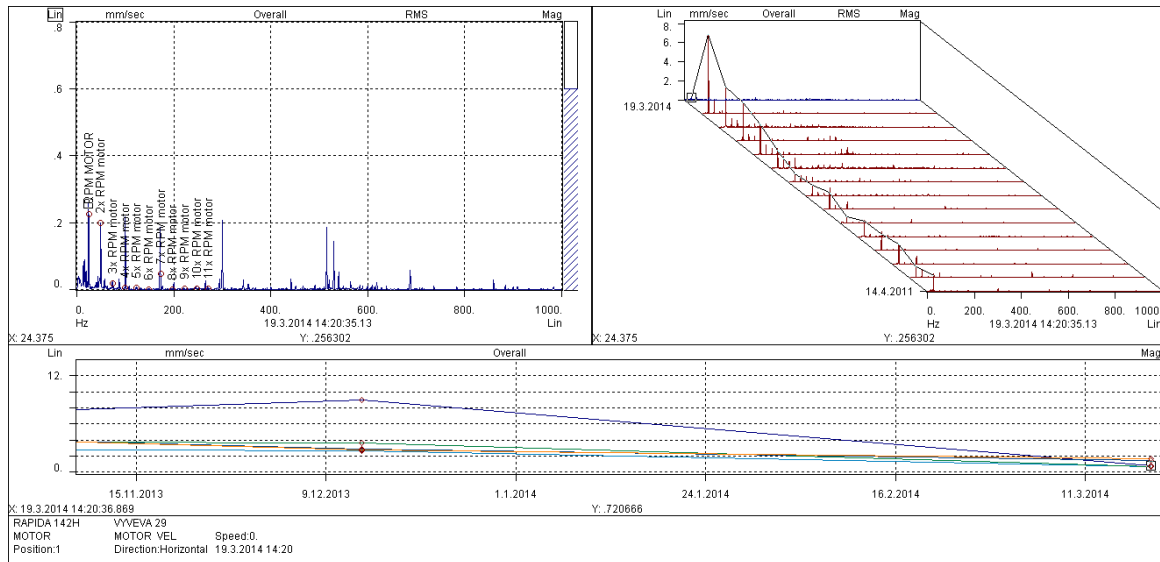 Lin mm/sec Overall RMS Mag
.8
.6
.4
.2
0.
RPM MOTOR
2x RPM motor
3x RPM motor
4x RPM motor
5x RPM motor
6x RPM motor
7x RPM motor
8x RPM motor
9x RPM motor
10x RPM motor
11x RPM motor
0. 200. 400. 600. 800. 1000.
Hz 19.3.2014 14:20:35.13 Lin
X: 24.375 Y: .256302
Lin mm/sec Overall RMS Mag
8.
6.
4.
2.
19.3.2014
14.4.2011
0. 200. 400. 600. 800. 1000
Hz 19.3.2014 14:20:35.13 Lin
X: 24.375 Y: .256302
Lin mm/sec Overall Mag
12.
0.
15.11.2013 9.12.2013 1.1.2014 24.1.2014 16.2.2014 11.3.2014
X: 19.3.2014 14:20:36.869 Y: .720666
RAPIDA 142H VYVEVA 29
MOTOR MOTOR VEL Speed:0.
Position:1 Direction:Horizontal 19.3.2014 14:20